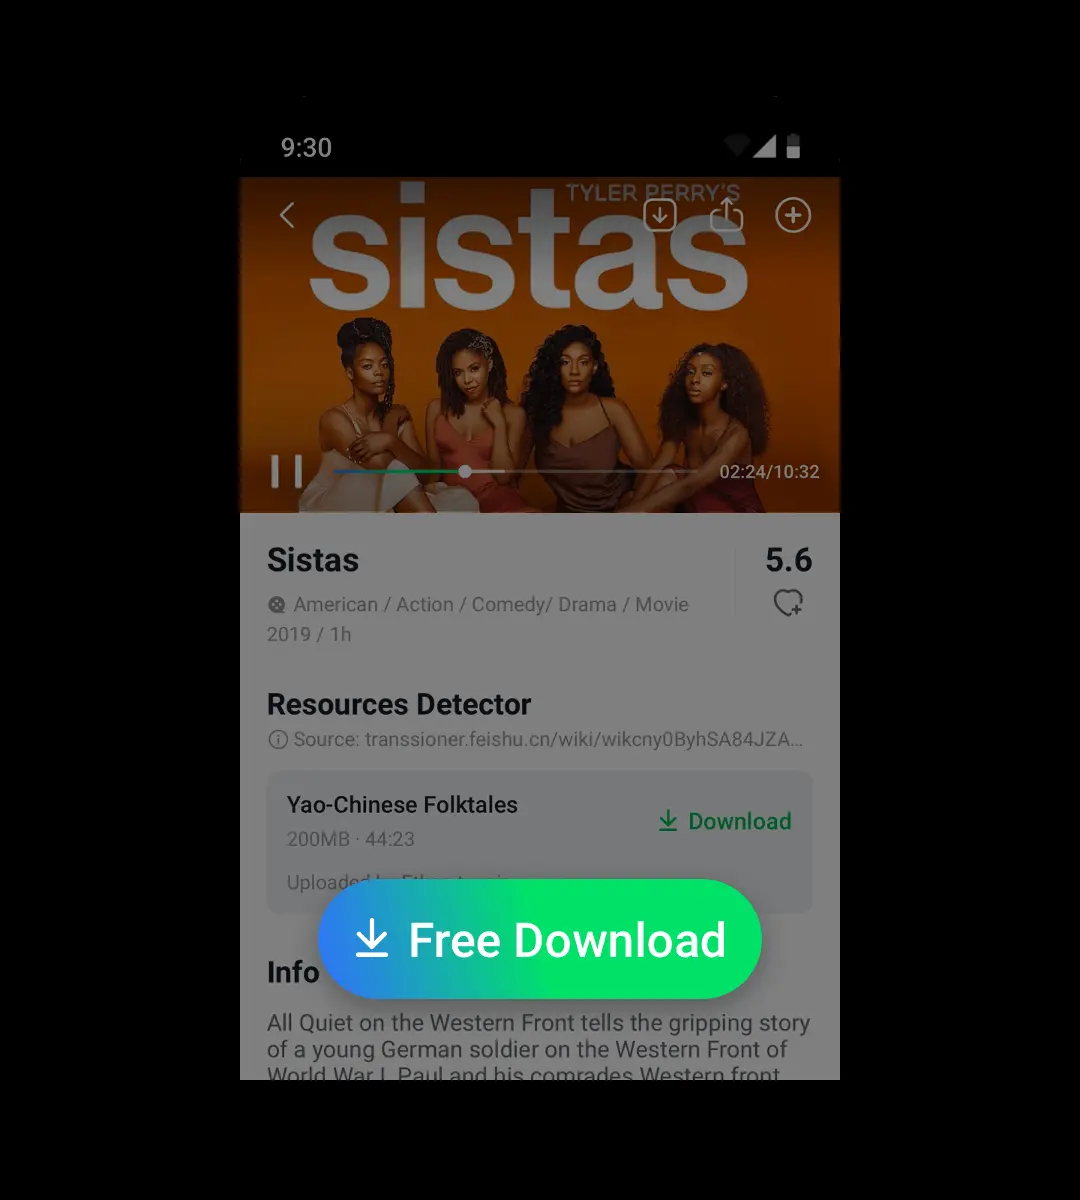 9:30
TYLER PERRY'S
sistas
02:24/10:32
Sistas
5.6
American / Action / Comedy/ Drama / Movie
2019 / 1h
Resources Detector
Source: transsioner.feishu.cn/wiki/wikcny0ByhSA84JZA...
Yao-Chinese Folktales
Download
200MB · 44:23
Uploaded
Free Download
Info
All Quiet on the Western Front tells the gripping story
of a young German soldier on the Western Front of
World War I. Paul and his comrades Western front